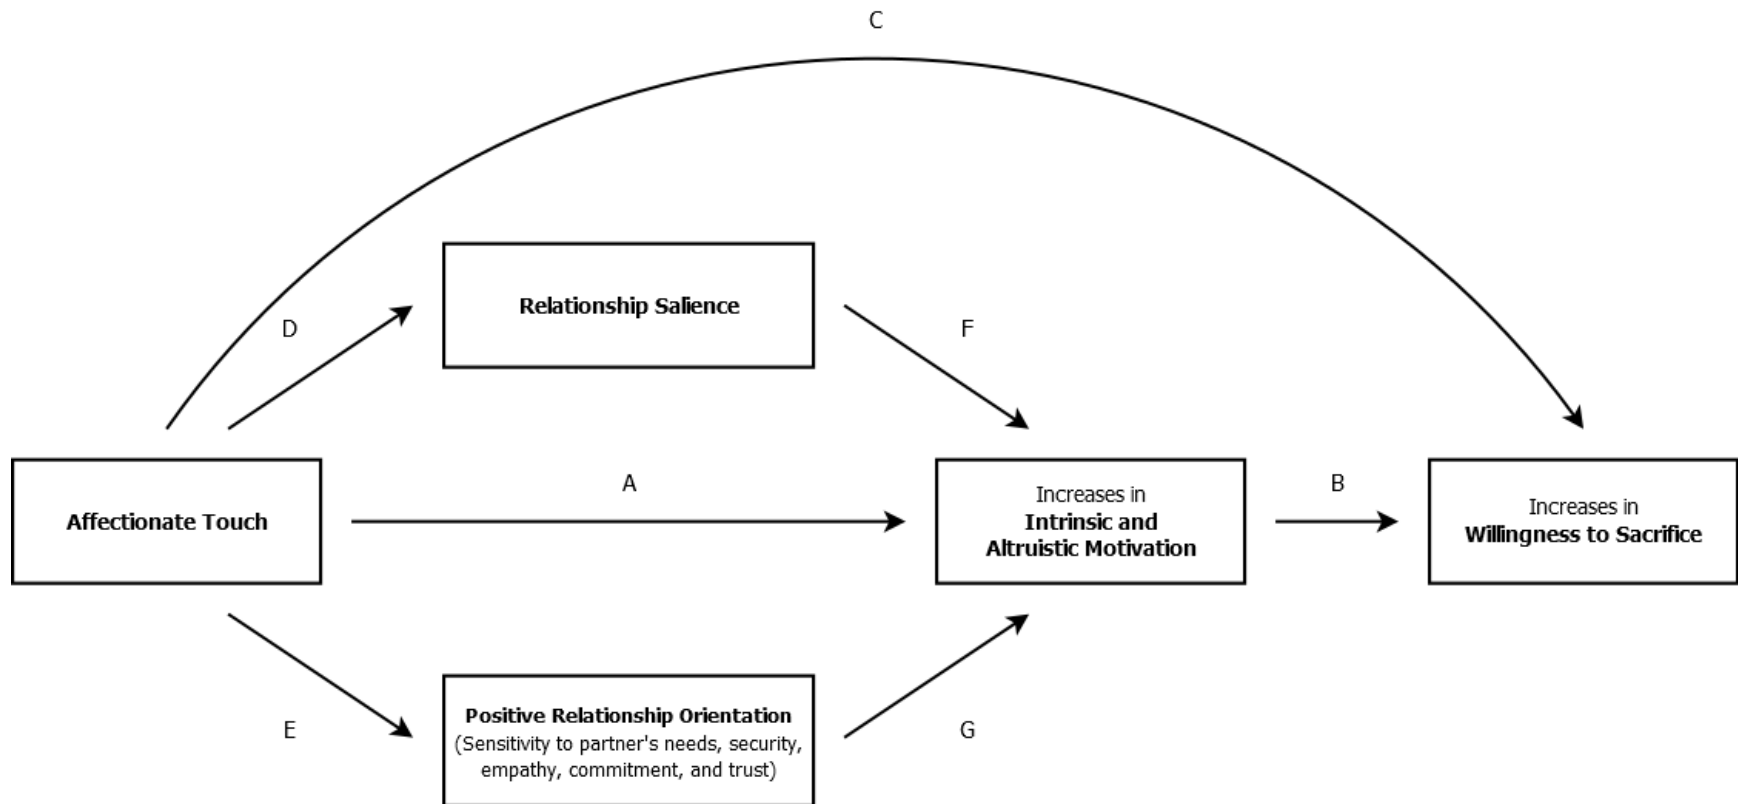 C
Relationship Salience
D
F
A
B
Affectionate Touch
Increases in
Intrinsic and
Altruistic Motivation
Increases in
Willingness to Sacrifice
Positive Relationship Orientation
(Sensitivity to partner's needs, security,
empathy, commitment, and trust)
E
G